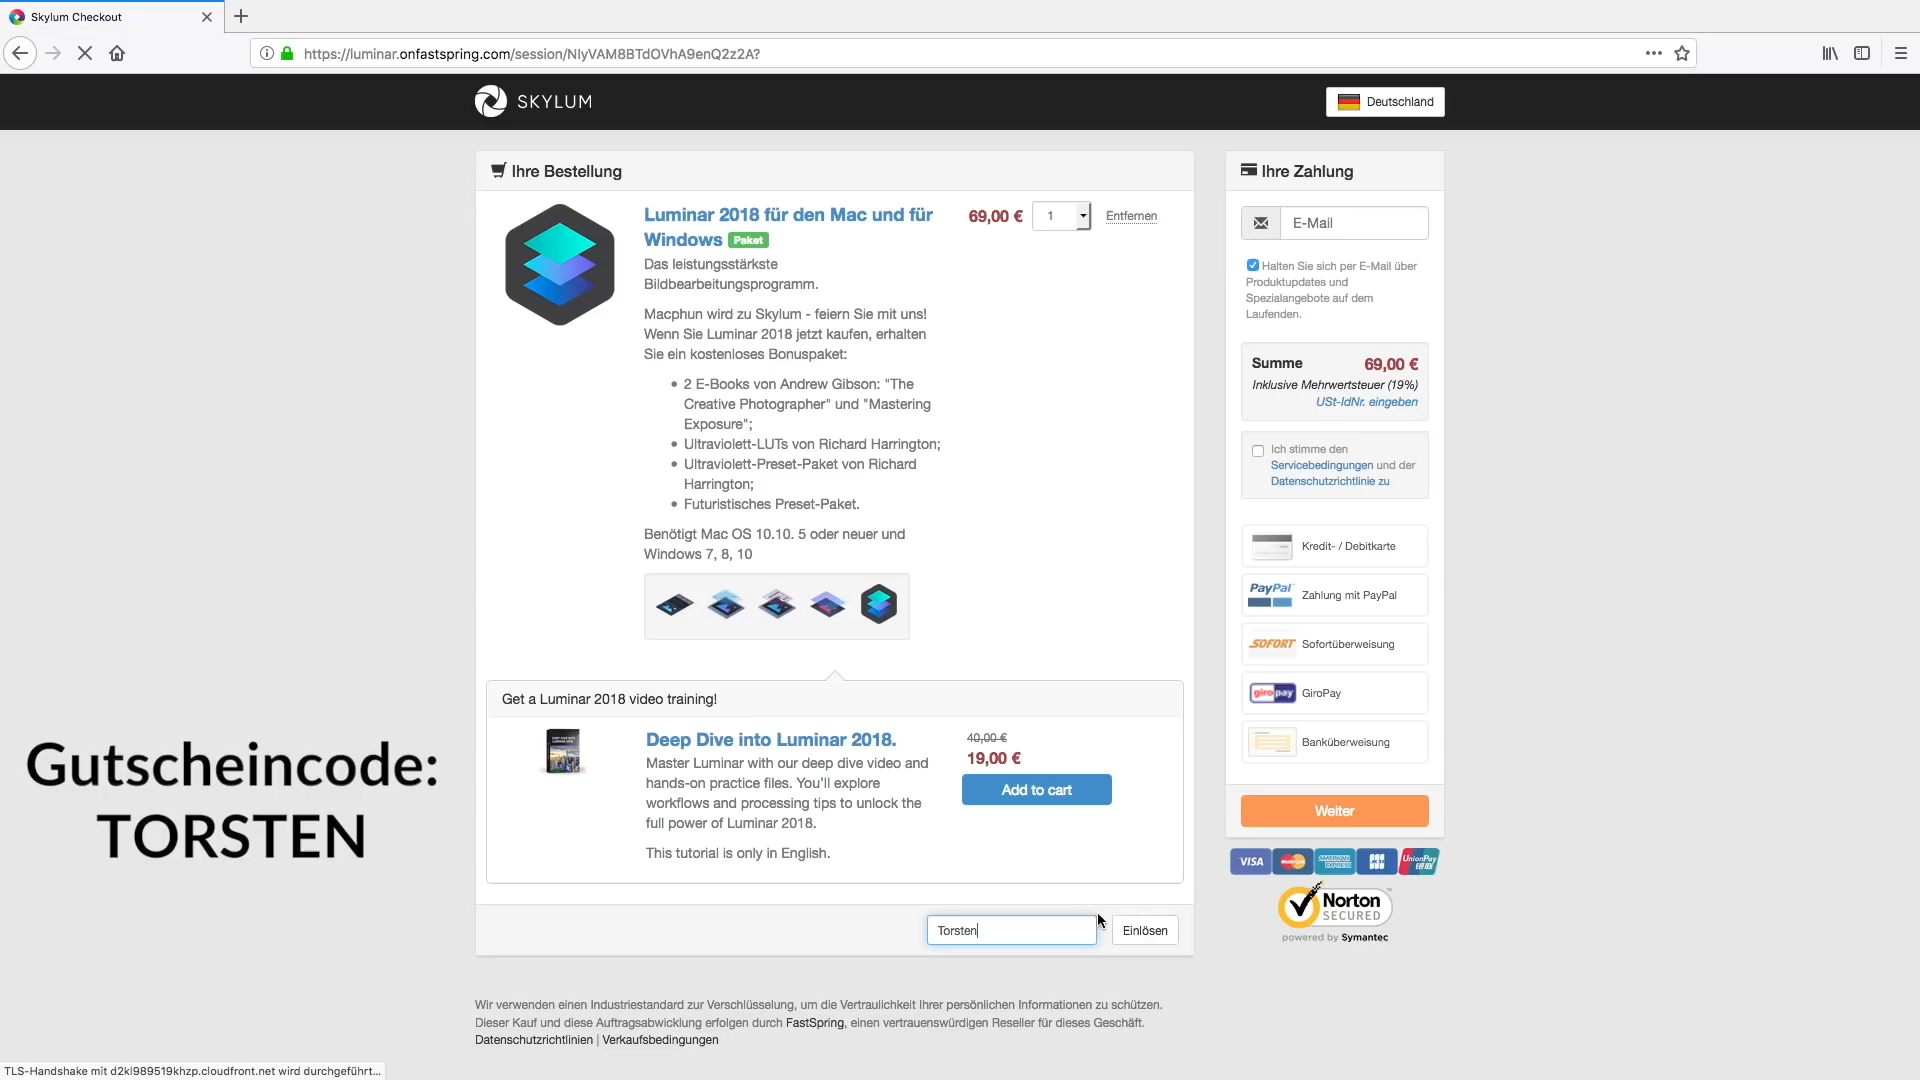 Skylum Checkout
https://luminar.onfastspring.com/session/NIyVAM8BTdOVhA9enQ2z2A?
SKYLUM
Deutschland
Ihre Bestellung
Luminar 2018 für den Mac und für
Windows Paket
69,00 €
1
Entfernen
Das leistungsstärkste
Bildbearbeitungsprogramm.
Macphun wird zu Skylum - feiern Sie mit uns!
Wenn Sie Luminar 2018 jetzt kaufen, erhalten
Sie ein kostenloses Bonuspaket:
• 2 E-Books von Andrew Gibson: "The
Creative Photographer" und "Mastering
Exposure";
• Ultraviolett-LUTs von Richard Harrington;
• Ultraviolett-Preset-Paket von Richard
Harrington;
• Futuristisches Preset-Paket.
Benötigt Mac OS 10.10. 5 oder neuer und
Windows 7, 8, 10
Get a Luminar 2018 video training!
Deep Dive into Luminar 2018.
Master Luminar with our deep dive video and
hands-on practice files. You'll explore
workflows and processing tips to unlock the
full power of Luminar 2018.
This tutorial is only in English.
40,00 €
19,00 €
Add to cart
Torsten
Einlösen
Ihre Zahlung
E-Mail
Halten Sie sich per E-Mail über
Produktupdates und
Spezialangebote auf dem
Laufenden.
Summe 69,00 €
Inklusive Mehrwertsteuer (19%)
USt-IdNr. eingeben
Ich stimme den
Servicebedingungen und der
Datenschutzrichtlinie zu
Kredit- / Debitkarte
PayPal Zahlung mit PayPal
SOFORT Sofortüberweisung
giropay GiroPay
Banküberweisung
Weiter
VISA MasterCard AMERICAN EXPRESS JCB UnionPay
Norton
SECURED
powered by Symantec
Gutscheincode:
TORSTEN
Wir verwenden einen Industriestandard zur Verschlüsselung, um die Vertraulichkeit Ihrer persönlichen Informationen zu schützen.
Dieser Kauf und diese Auftragsabwicklung erfolgen durch FastSpring, einen vertrauenswürdigen Reseller für dieses Geschäft.
Datenschutzrichtlinien | Verkaufsbedingungen
TLS-Handshake mit d2kl989519khzp.cloudfront.net wird durchgeführt...